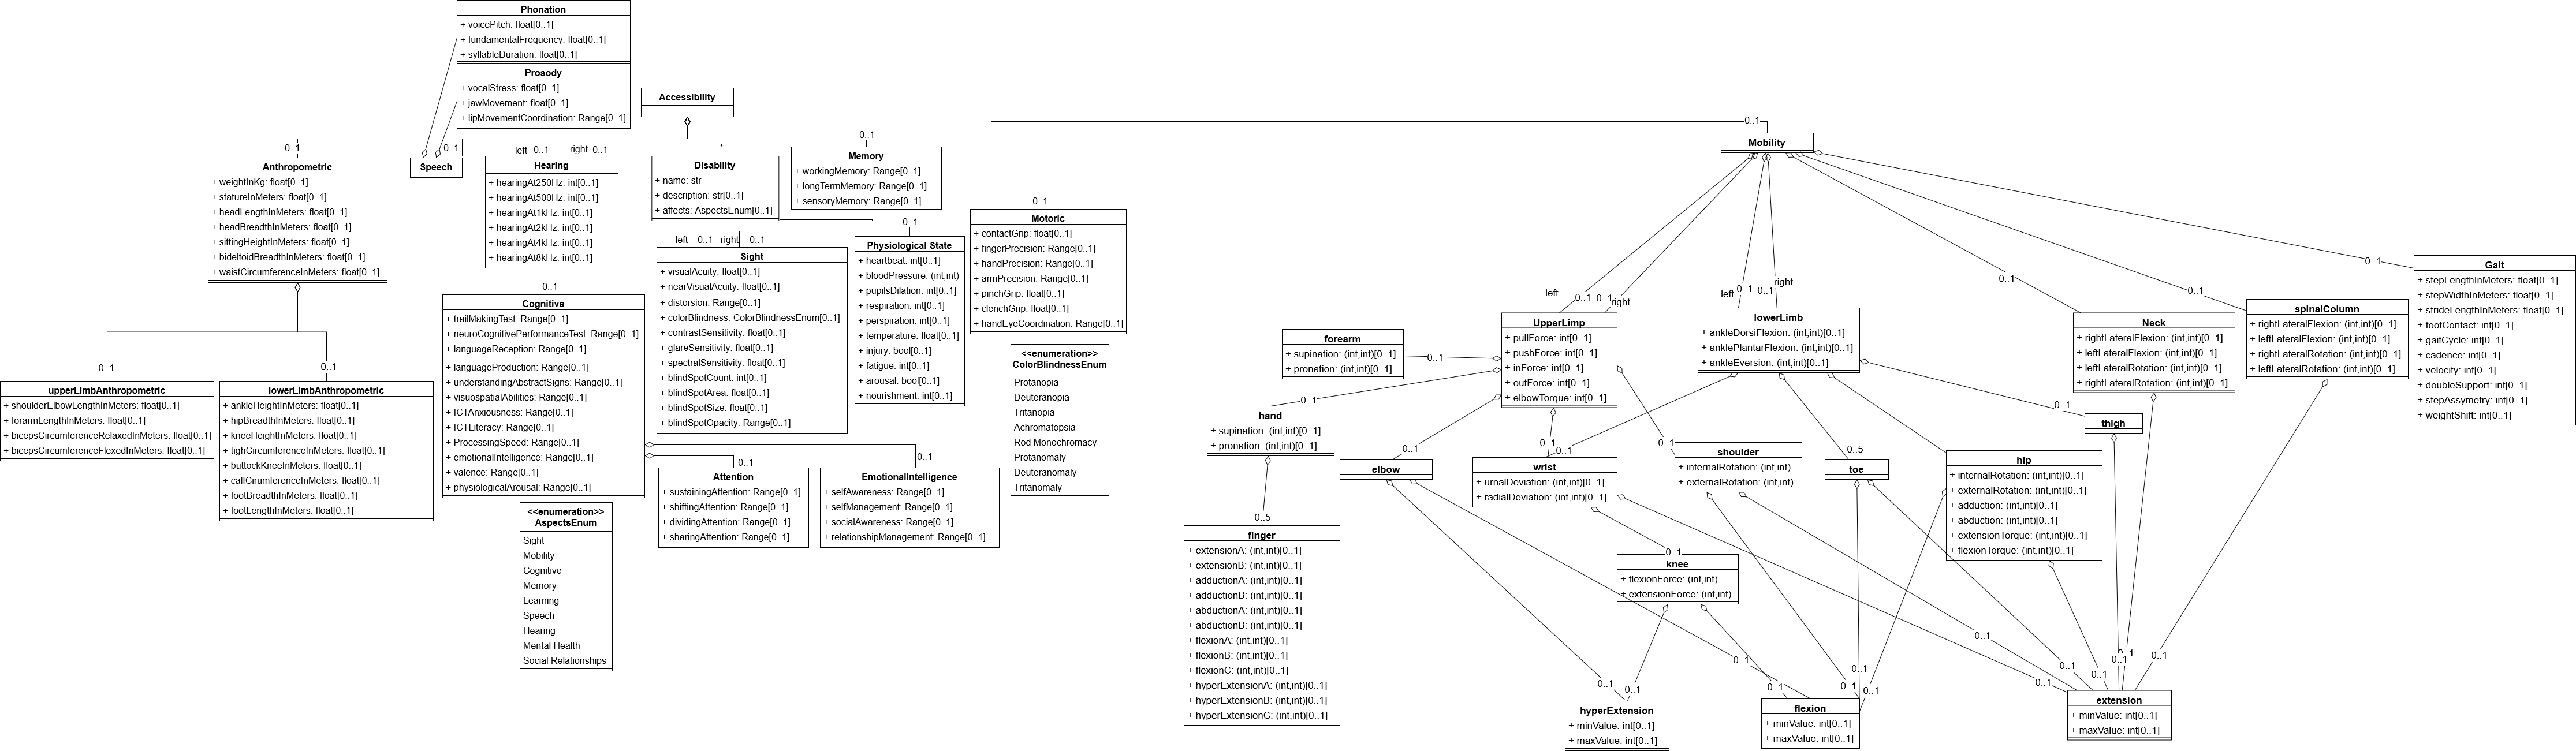 Phonation
+ voicePitch: float[0..1]
+ fundamentalFrequency: float[0..1]
+ syllableDuration: float[0..1]
Prosody
+ vocalStress: float[0..1]
+ jawMovement: float[0..1]
+ lipMovementCoordination: Range[0..1]
Accessibility
0..1
Anthropometric
+ weightInKg: float[0..1]
+ statureInMeters: float[0..1]
+ headLengthInMeters: float[0..1]
+ headBreadthInMeters: float[0..1]
+ sittingHeightInMeters: float[0..1]
+ bideltoidBreadthInMeters: float[0..1]
+ waistCircumferenceInMeters: float[0..1]
0..1
upperLimbAnthropometric
+ shoulderElbowLengthInMeters: float[0..1]
+ forarmLengthInMeters: float[0..1]
+ bicepsCircumferenceRelaxedInMeters: float[0..1]
+ bicepsCircumferenceFlexedInMeters: float[0..1]
0..1
lowerLimbAnthropometric
+ ankleHeightInMeters: float[0..1]
+ hipBreadthInMeters: float[0..1]
+ kneeHeightInMeters: float[0..1]
+ tighCircumferenceInMeters: float[0..1]
+ buttockKneeInMeters: float[0..1]
+ calfCircumferenceInMeters: float[0..1]
+ footBreadthInMeters: float[0..1]
+ footLengthInMeters: float[0..1]
0..1
Speech
left 0..1 right 0..1
Hearing
+ hearingAt250Hz: int[0..1]
+ hearingAt500Hz: int[0..1]
+ hearingAt1kHz: int[0..1]
+ hearingAt2kHz: int[0..1]
+ hearingAt4kHz: int[0..1]
+ hearingAt8kHz: int[0..1]
*
Disability
+ name: str
+ description: str[0..1]
+ affects: AspectsEnum[0..1]
0..1
Memory
+ workingMemory: Range[0..1]
+ longTermMemory: Range[0..1]
+ sensoryMemory: Range[0..1]
0..1
Cognitive
+ trailMakingTest: Range[0..1]
+ neuroCognitivePerformanceTest: Range[0..1]
+ languageReception: Range[0..1]
+ languageProduction: Range[0..1]
+ understandingAbstractSigns: Range[0..1]
+ visuospatialAbilities: Range[0..1]
+ ICTAnxiousness: Range[0..1]
+ ICTLiteracy: Range[0..1]
+ ProcessingSpeed: Range[0..1]
+ emotionalIntelligence: Range[0..1]
+ valence: Range[0..1]
+ physiologicalArousal: Range[0..1]
left 0..1 right 0..1
Sight
+ visualAcuity: float[0..1]
+ nearVisualAcuity: float[0..1]
+ distorsion: Range[0..1]
+ colorBlindness: ColorBlindnessEnum[0..1]
+ contrastSensitivity: float[0..1]
+ glareSensitivity: float[0..1]
+ spectralSensitivity: float[0..1]
+ blindSpotCount: int[0..1]
+ blindSpotArea: float[0..1]
+ blindSpotSize: float[0..1]
+ blindSpotOpacity: Range[0..1]
0..1
Physiological State
+ heartbeat: int[0..1]
+ bloodPressure: (int,int)
+ pupilsDilation: int[0..1]
+ respiration: int[0..1]
+ perspiration: int[0..1]
+ temperature: float[0..1]
+ injury: bool[0..1]
+ fatigue: int[0..1]
+ arousal: bool[0..1]
+ nourishment: int[0..1]
0..1
Motoric
+ contactGrip: float[0..1]
+ fingerPrecision: Range[0..1]
+ handPrecision: Range[0..1]
+ armPrecision: Range[0..1]
+ pinchGrip: float[0..1]
+ clenchGrip: float[0..1]
+ handEyeCoordination: Range[0..1]
<<enumeration>>
ColorBlindnessEnum
Protanopia
Deuteranopia
Tritanopia
Achromatopsia
Rod Monochromacy
Protanomaly
Deuteranomaly
Tritanomaly
0..1
Attention
+ sustainingAttention: Range[0..1]
+ shiftingAttention: Range[0..1]
+ dividingAttention: Range[0..1]
+ sharingAttention: Range[0..1]
0..1
EmotionalIntelligence
+ selfAwareness: Range[0..1]
+ selfManagement: Range[0..1]
+ socialAwareness: Range[0..1]
+ relationshipManagement: Range[0..1]
<<enumeration>>
AspectsEnum
Sight
Mobility
Cognitive
Memory
Learning
Speech
Hearing
Mental Health
Social Relationships
0..1
Mobility
left 0..1 0..1 right
UpperLimp
+ pullForce: int[0..1]
+ pushForce: int[0..1]
+ inForce: int[0..1]
+ outForce: int[0..1]
+ elbowTorque: int[0..1]
left 0..1 0..1 right
lowerLimb
+ ankleDorsiFlexion: (int,int)[0..1]
+ anklePlantarFlexion: (int,int)[0..1]
+ ankleEversion: (int,int)[0..1]
0..1
Neck
+ rightLateralFlexion: (int,int)[0..1]
+ leftLateralFlexion: (int,int)[0..1]
+ leftLateralRotation: (int,int)[0..1]
+ rightLateralRotation: (int,int)[0..1]
0..1
spinalColumn
+ rightLateralFlexion: (int,int)[0..1]
+ leftLateralFlexion: (int,int)[0..1]
+ rightLateralRotation: (int,int)[0..1]
+ leftLateralRotation: (int,int)[0..1]
0..1
Gait
+ stepLengthInMeters: float[0..1]
+ stepWidthInMeters: float[0..1]
+ strideLengthInMeters: float[0..1]
+ footContact: int[0..1]
+ gaitCycle: int[0..1]
+ cadence: int[0..1]
+ velocity: int[0..1]
+ doubleSupport: int[0..1]
+ stepAssymetry: int[0..1]
+ weightShift: int[0..1]
forearm
+ supination: (int,int)[0..1]
+ pronation: (int,int)[0..1]
0..1
0..1
hand
+ supination: (int,int)[0..1]
+ pronation: (int,int)[0..1]
0..5
finger
+ extensionA: (int,int)[0..1]
+ extensionB: (int,int)[0..1]
+ adductionA: (int,int)[0..1]
+ adductionB: (int,int)[0..1]
+ abductionA: (int,int)[0..1]
+ abductionB: (int,int)[0..1]
+ flexionA: (int,int)[0..1]
+ flexionB: (int,int)[0..1]
+ flexionC: (int,int)[0..1]
+ hyperExtensionA: (int,int)[0..1]
+ hyperExtensionB: (int,int)[0..1]
+ hyperExtensionC: (int,int)[0..1]
0..1
elbow
0..1
0..1
wrist
+ urnalDeviation: (int,int)[0..1]
+ radialDeviation: (int,int)[0..1]
0..1
shoulder
+ internalRotation: (int,int)
+ externalRotation: (int,int)
0..5
toe
hip
+ internalRotation: (int,int)[0..1]
+ externalRotation: (int,int)[0..1]
+ adduction: (int,int)[0..1]
+ abduction: (int,int)[0..1]
+ extensionTorque: (int,int)[0..1]
+ flexionTorque: (int,int)[0..1]
0..1
thigh
0..1
knee
+ flexionForce: (int,int)
+ extensionForce: (int,int)
0..1
0..1
hyperExtension
+ minValue: int[0..1]
+ maxValue: int[0..1]
0..1
0..1
0..1
0..1
0..1
flexion
+ minValue: int[0..1]
+ maxValue: int[0..1]
0..1
0..1
0..1
0..1
0..1
0..1
0..1
extension
+ minValue: int[0..1]
+ maxValue: int[0..1]